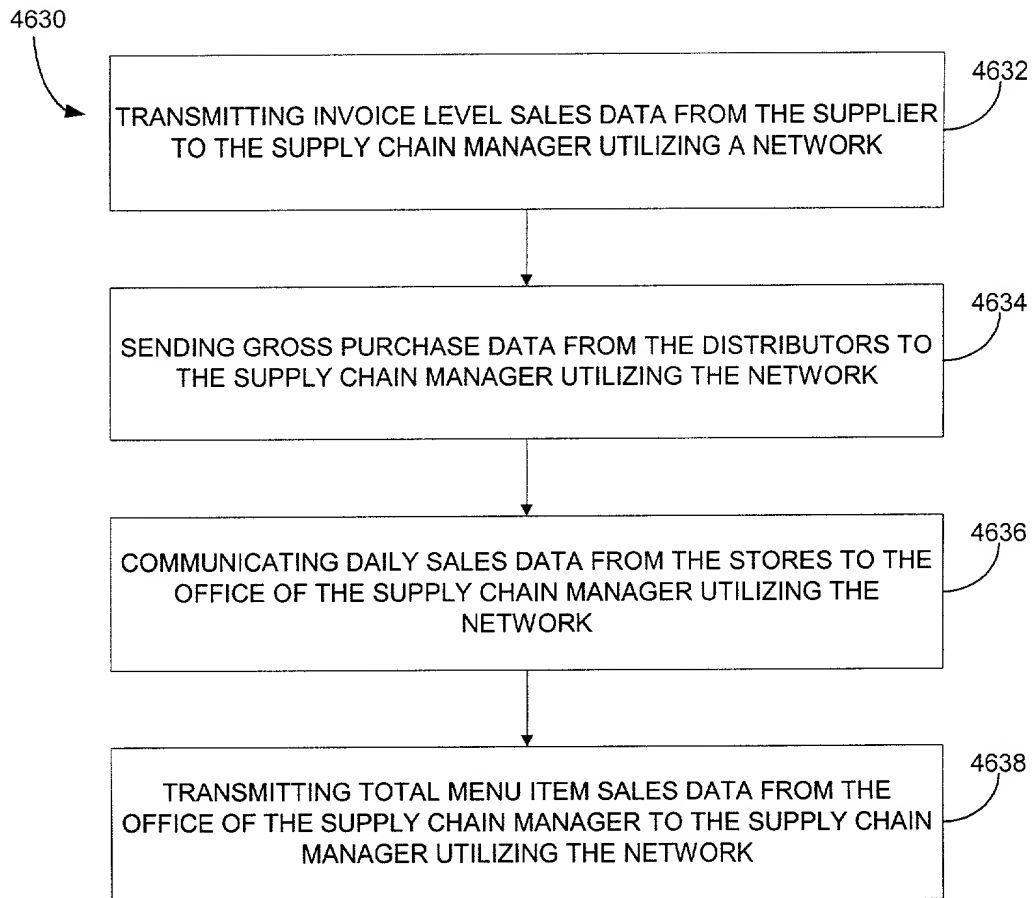 4630
4632
TRANSMITTING INVOICE LEVEL SALES DATA FROM THE SUPPLIER
TO THE SUPPLY CHAIN MANAGER UTILIZING A NETWORK
4634
SENDING GROSS PURCHASE DATA FROM THE DISTRIBUTORS TO
THE SUPPLY CHAIN MANAGER UTILIZING THE NETWORK
4636
COMMUNICATING DAILY SALES DATA FROM THE STORES TO THE
OFFICE OF THE SUPPLY CHAIN MANAGER UTILIZING THE
NETWORK
4638
TRANSMITTING TOTAL MENU ITEM SALES DATA FROM THE
OFFICE OF THE SUPPLY CHAIN MANAGER TO THE SUPPLY CHAIN
MANAGER UTILIZING THE NETWORK